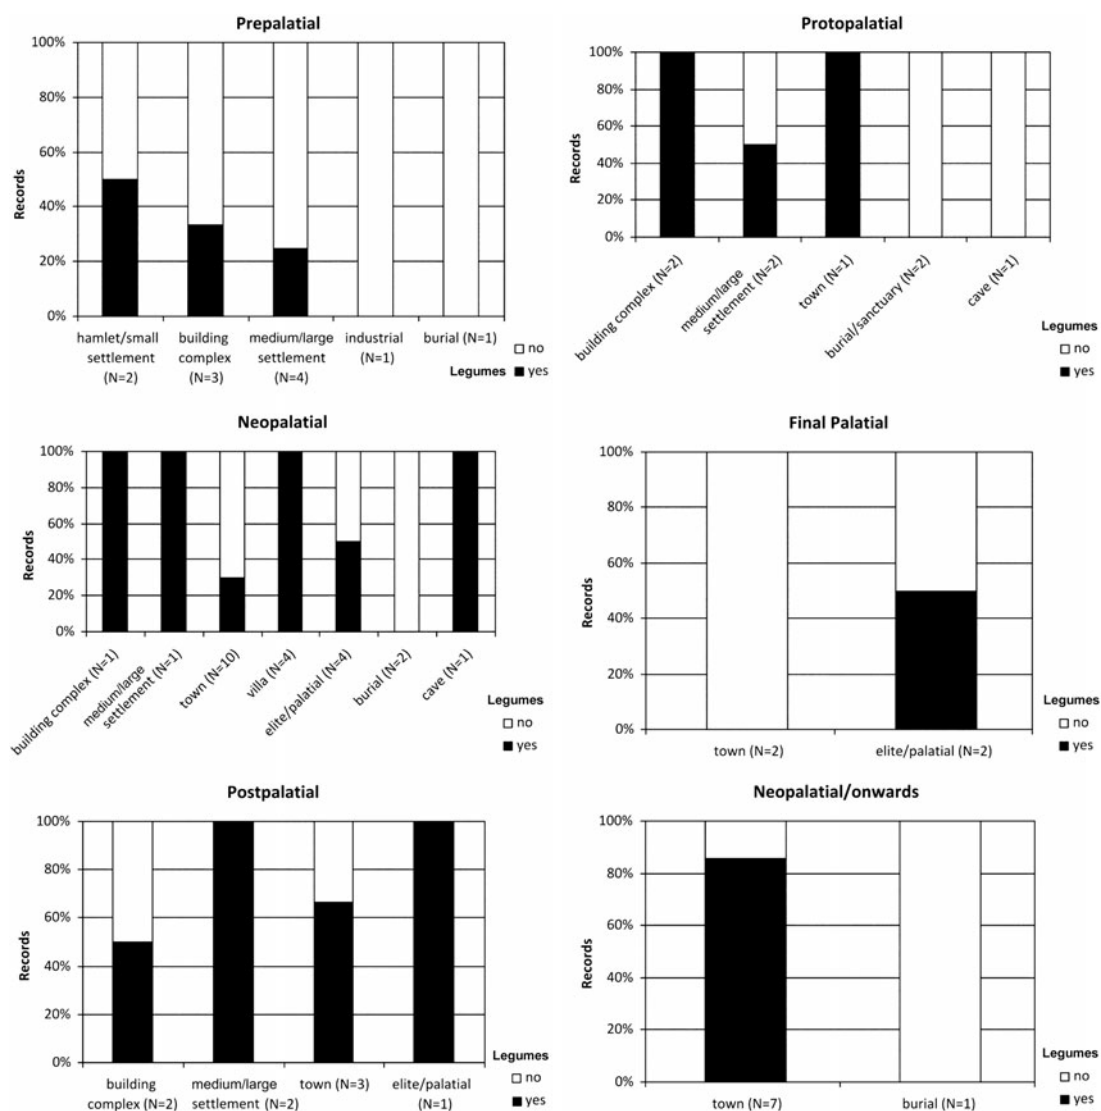 Prepalatial
100%
80%
60%
40%
20%
0%
Records
hamlet/small
settlement
(N=2)
building
complex
(N=3)
medium/large
settlement
(N=4)
industrial
(N=1)
burial (N=1)
Legumes
no
yes
Protopalatial
100%
80%
60%
40%
20%
0%
Records
building complex (N=2)
medium/large
settlement (N=2)
town (N=1)
burial/sanctuary (N=2)
cave (N=1)
Legumes
no
yes
Neopalatial
100%
80%
60%
40%
20%
0%
Records
building complex (N=1)
medium/large
settlement (N=1)
town (N=10)
villa (N=4)
elite/palatial (N=4)
burial (N=2)
cave (N=1)
Legumes
no
yes
Final Palatial
100%
80%
60%
40%
20%
0%
Records
town (N=2)
elite/palatial (N=2)
Legumes
no
yes
Postpalatial
100%
80%
60%
40%
20%
0%
Records
building
complex (N=2)
medium/large
settlement (N=2)
town (N=3)
elite/palatial
(N=1)
Legumes
no
yes
Neopalatial/onwards
100%
80%
60%
40%
20%
0%
Records
town (N=7)
burial (N=1)
Legumes
no
yes